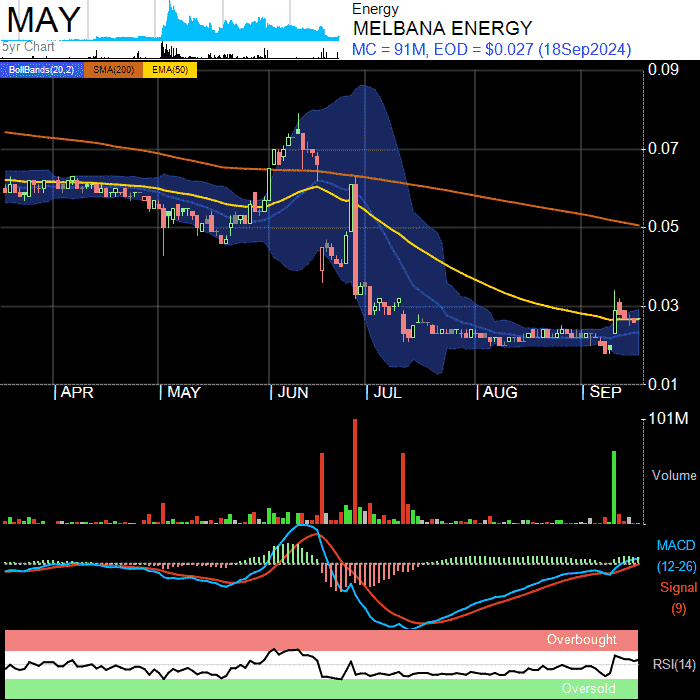 MAY
5yr Chart
Energy
MELBANA ENERGY
MC = 91M, EOD = $0.027 (18Sep2024)
BollBands(20,2) SMA(200) EMA(50)
0.09
0.07
0.05
0.03
0.01
APR MAY JUN JUL AUG SEP
101M
Volume
MACD
(12-26)
Signal
(9)
Overbought
RSI(14)
Oversold